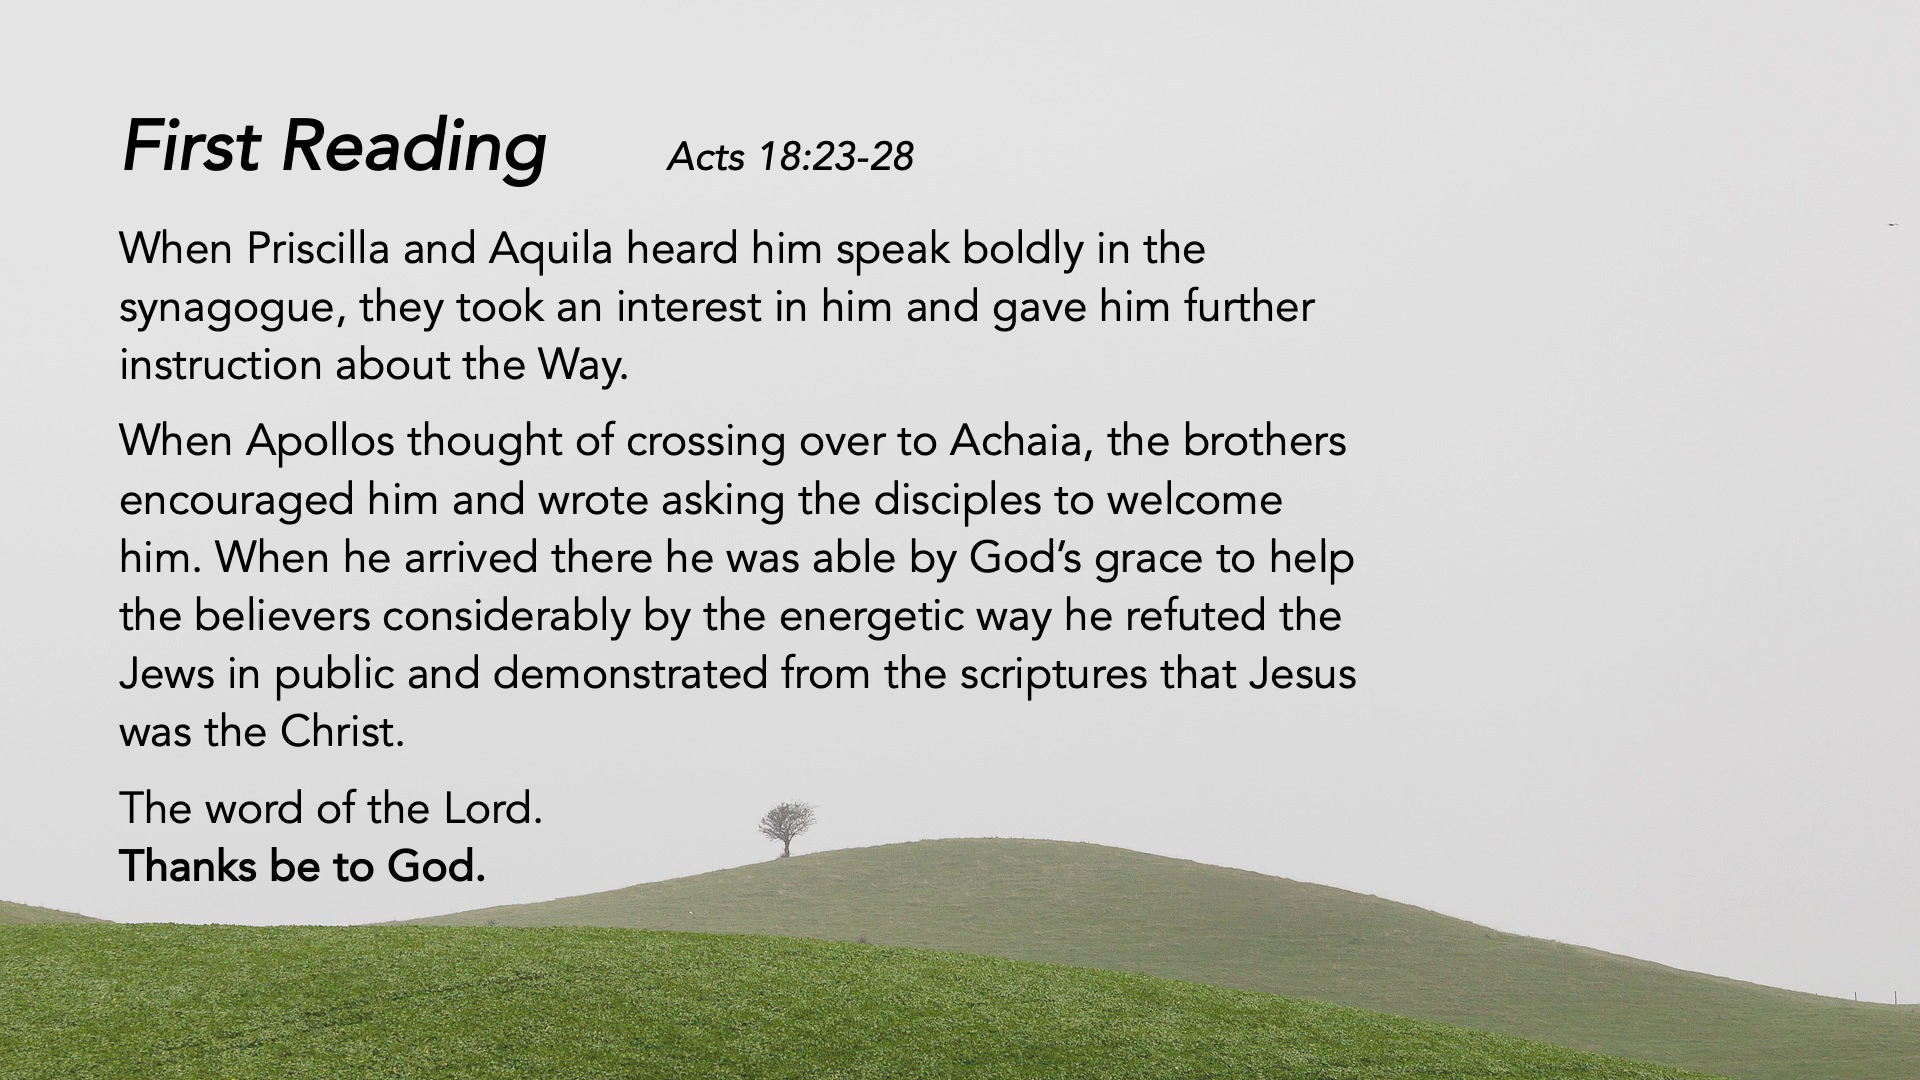 First Reading Acts 18:23-28
When Priscilla and Aquila heard him speak boldly in the
synagogue, they took an interest in him and gave him further
instruction about the Way.
When Apollos thought of crossing over to Achaia, the brothers
encouraged him and wrote asking the disciples to welcome
him. When he arrived there he was able by God’s grace to help
the believers considerably by the energetic way he refuted the
Jews in public and demonstrated from the scriptures that Jesus
was the Christ.
The word of the Lord.
Thanks be to God.